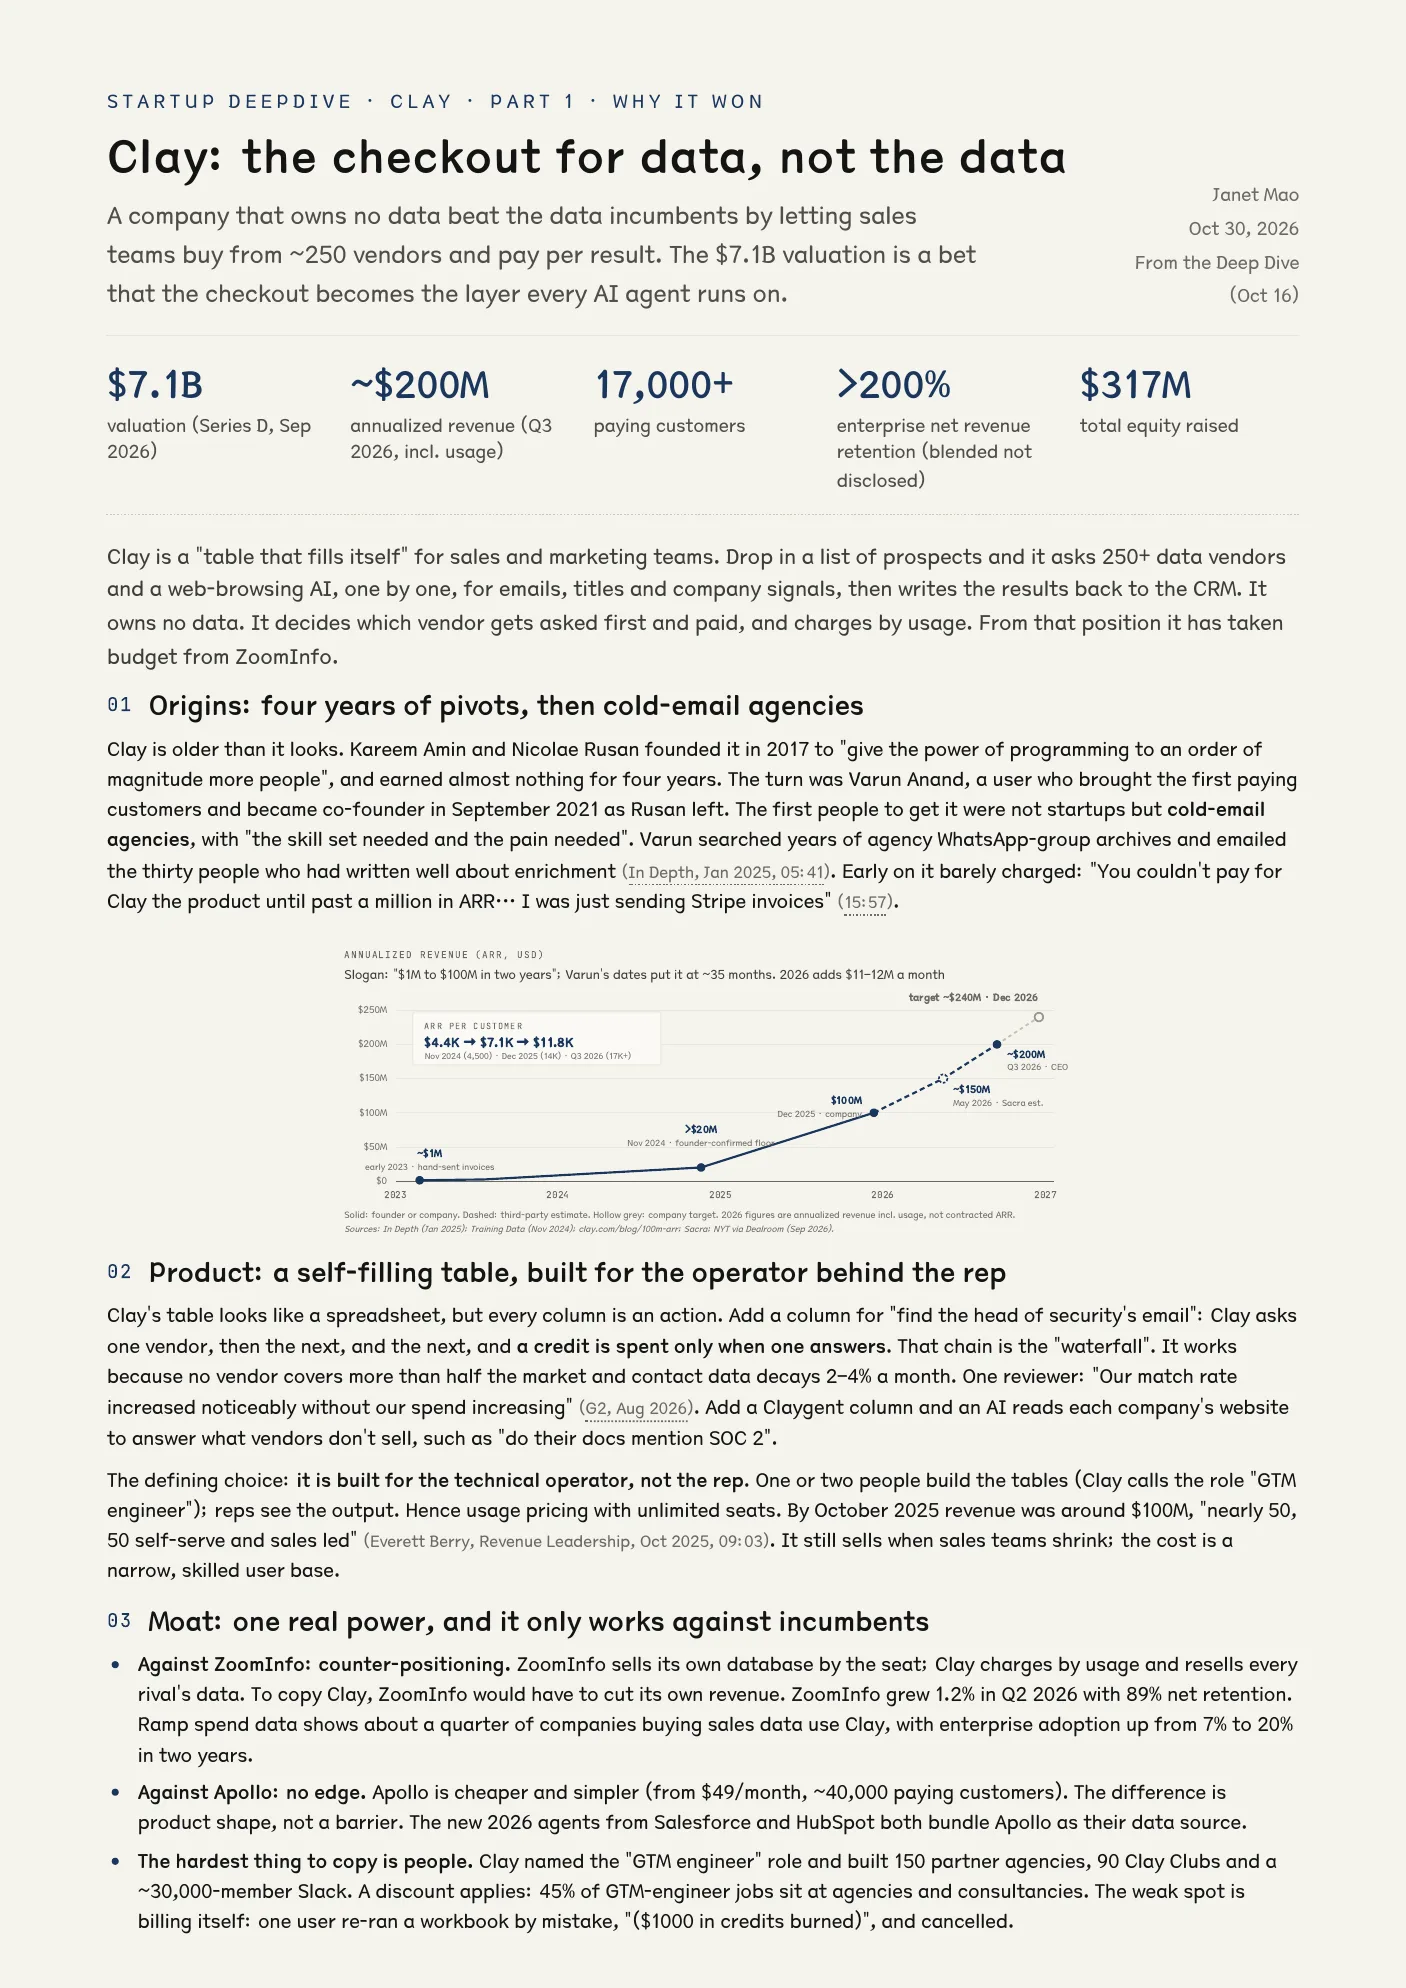 STARTUP DEEPDIVE · CLAY · PART 1 · WHY IT WON
Clay: the checkout for data, not the data
A company that owns no data beat the data incumbents by letting sales
teams buy from ~250 vendors and pay per result. The $7.1B valuation is a bet
that the checkout becomes the layer every AI agent runs on.
Janet Mao
Oct 30, 2026
From the Deep Dive
(Oct 16)
$7.1B
valuation (Series D, Sep
2026)
~$200M
annualized revenue (Q3
2026, incl. usage)
17,000+
paying customers
>200%
enterprise net revenue
retention (blended not
disclosed)
$317M
total equity raised
Clay is a "table that fills itself" for sales and marketing teams. Drop in a list of prospects and it asks 250+ data vendors
and a web-browsing AI, one by one, for emails, titles and company signals, then writes the results back to the CRM. It
owns no data. It decides which vendor gets asked first and paid, and charges by usage. From that position it has taken
budget from ZoomInfo.
01 Origins: four years of pivots, then cold-email agencies
Clay is older than it looks. Kareem Amin and Nicolae Rusan founded it in 2017 to "give the power of programming to an order of
magnitude more people", and earned almost nothing for four years. The turn was Varun Anand, a user who brought the first paying
customers and became co-founder in September 2021 as Rusan left. The first people to get it were not startups but cold-email
agencies, with "the skill set needed and the pain needed". Varun searched years of agency WhatsApp-group archives and emailed
the thirty people who had written well about enrichment (In Depth, Jan 2025, 05:41). Early on it barely charged: "You couldn't pay for
Clay the product until past a million in ARR··· I was just sending Stripe invoices" (15:57).
ANNUALIZED REVENUE (ARR, USD)
Slogan: "$1M to $100M in two years"; Varun's dates put it at ~35 months. 2026 adds $11–12M a month
target ~$240M · Dec 2026
$250M
$200M
$150M
$100M
$50M
$0
ARR PER CUSTOMER
$4.4K → $7.1K → $11.8K
Nov 2024 (4,500) · Dec 2025 (14K) · Q3 2026 (17K+)
~$200M
Q3 2026 · CEO
~$150M
May 2026 · Sacra est.
$100M
Dec 2025 · company
>$20M
Nov 2024 · founder-confirmed floor
~$1M
early 2023 · hand-sent invoices
2023
2024
2025
2026
2027
Solid: founder or company. Dashed: third-party estimate. Hollow grey: company target. 2026 figures are annualized revenue incl. usage, not contracted ARR.
Sources: In Depth (Jan 2025); Training Data (Nov 2024); clay.com/blog/100m-arr; Sacra; NYT via Dealroom (Sep 2026).
02 Product: a self-filling table, built for the operator behind the rep
Clay's table looks like a spreadsheet, but every column is an action. Add a column for "find the head of security's email": Clay asks
one vendor, then the next, and the next, and a credit is spent only when one answers. That chain is the "waterfall". It works
because no vendor covers more than half the market and contact data decays 2–4% a month. One reviewer: "Our match rate
increased noticeably without our spend increasing" (G2, Aug 2026). Add a Claygent column and an AI reads each company's website
to answer what vendors don't sell, such as "do their docs mention SOC 2".
The defining choice: it is built for the technical operator, not the rep. One or two people build the tables (Clay calls the role "GTM
engineer"); reps see the output. Hence usage pricing with unlimited seats. By October 2025 revenue was around $100M, "nearly 50,
50 self-serve and sales led" (Everett Berry, Revenue Leadership, Oct 2025, 09:03). It still sells when sales teams shrink; the cost is a
narrow, skilled user base.
03 Moat: one real power, and it only works against incumbents
• Against ZoomInfo: counter-positioning. ZoomInfo sells its own database by the seat; Clay charges by usage and resells every
rival's data. To copy Clay, ZoomInfo would have to cut its own revenue. ZoomInfo grew 1.2% in Q2 2026 with 89% net retention.
Ramp spend data shows about a quarter of companies buying sales data use Clay, with enterprise adoption up from 7% to 20%
in two years.
• Against Apollo: no edge. Apollo is cheaper and simpler (from $49/month, ~40,000 paying customers). The difference is
product shape, not a barrier. The new 2026 agents from Salesforce and HubSpot both bundle Apollo as their data source.
• The hardest thing to copy is people. Clay named the "GTM engineer" role and built 150 partner agencies, 90 Clay Clubs and a
~30,000-member Slack. A discount applies: 45% of GTM-engineer jobs sit at agencies and consultancies. The weak spot is
billing itself: one user re-ran a workbook by mistake, "($1000 in credits burned)", and cancelled.